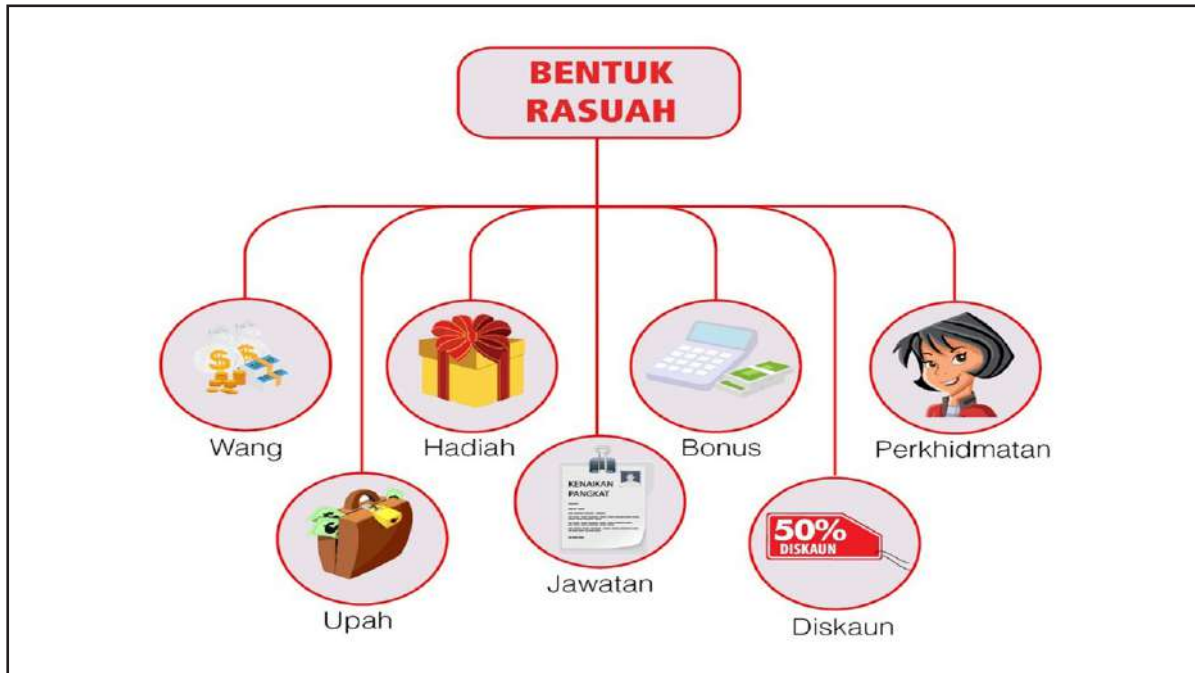 BENTUK
RASUAH
Wang
Hadiah
Bonus
Perkhidmatan
KENAIKAN
PANGKAT
50%
DISKAUN
Upah
Jawatan
Diskaun